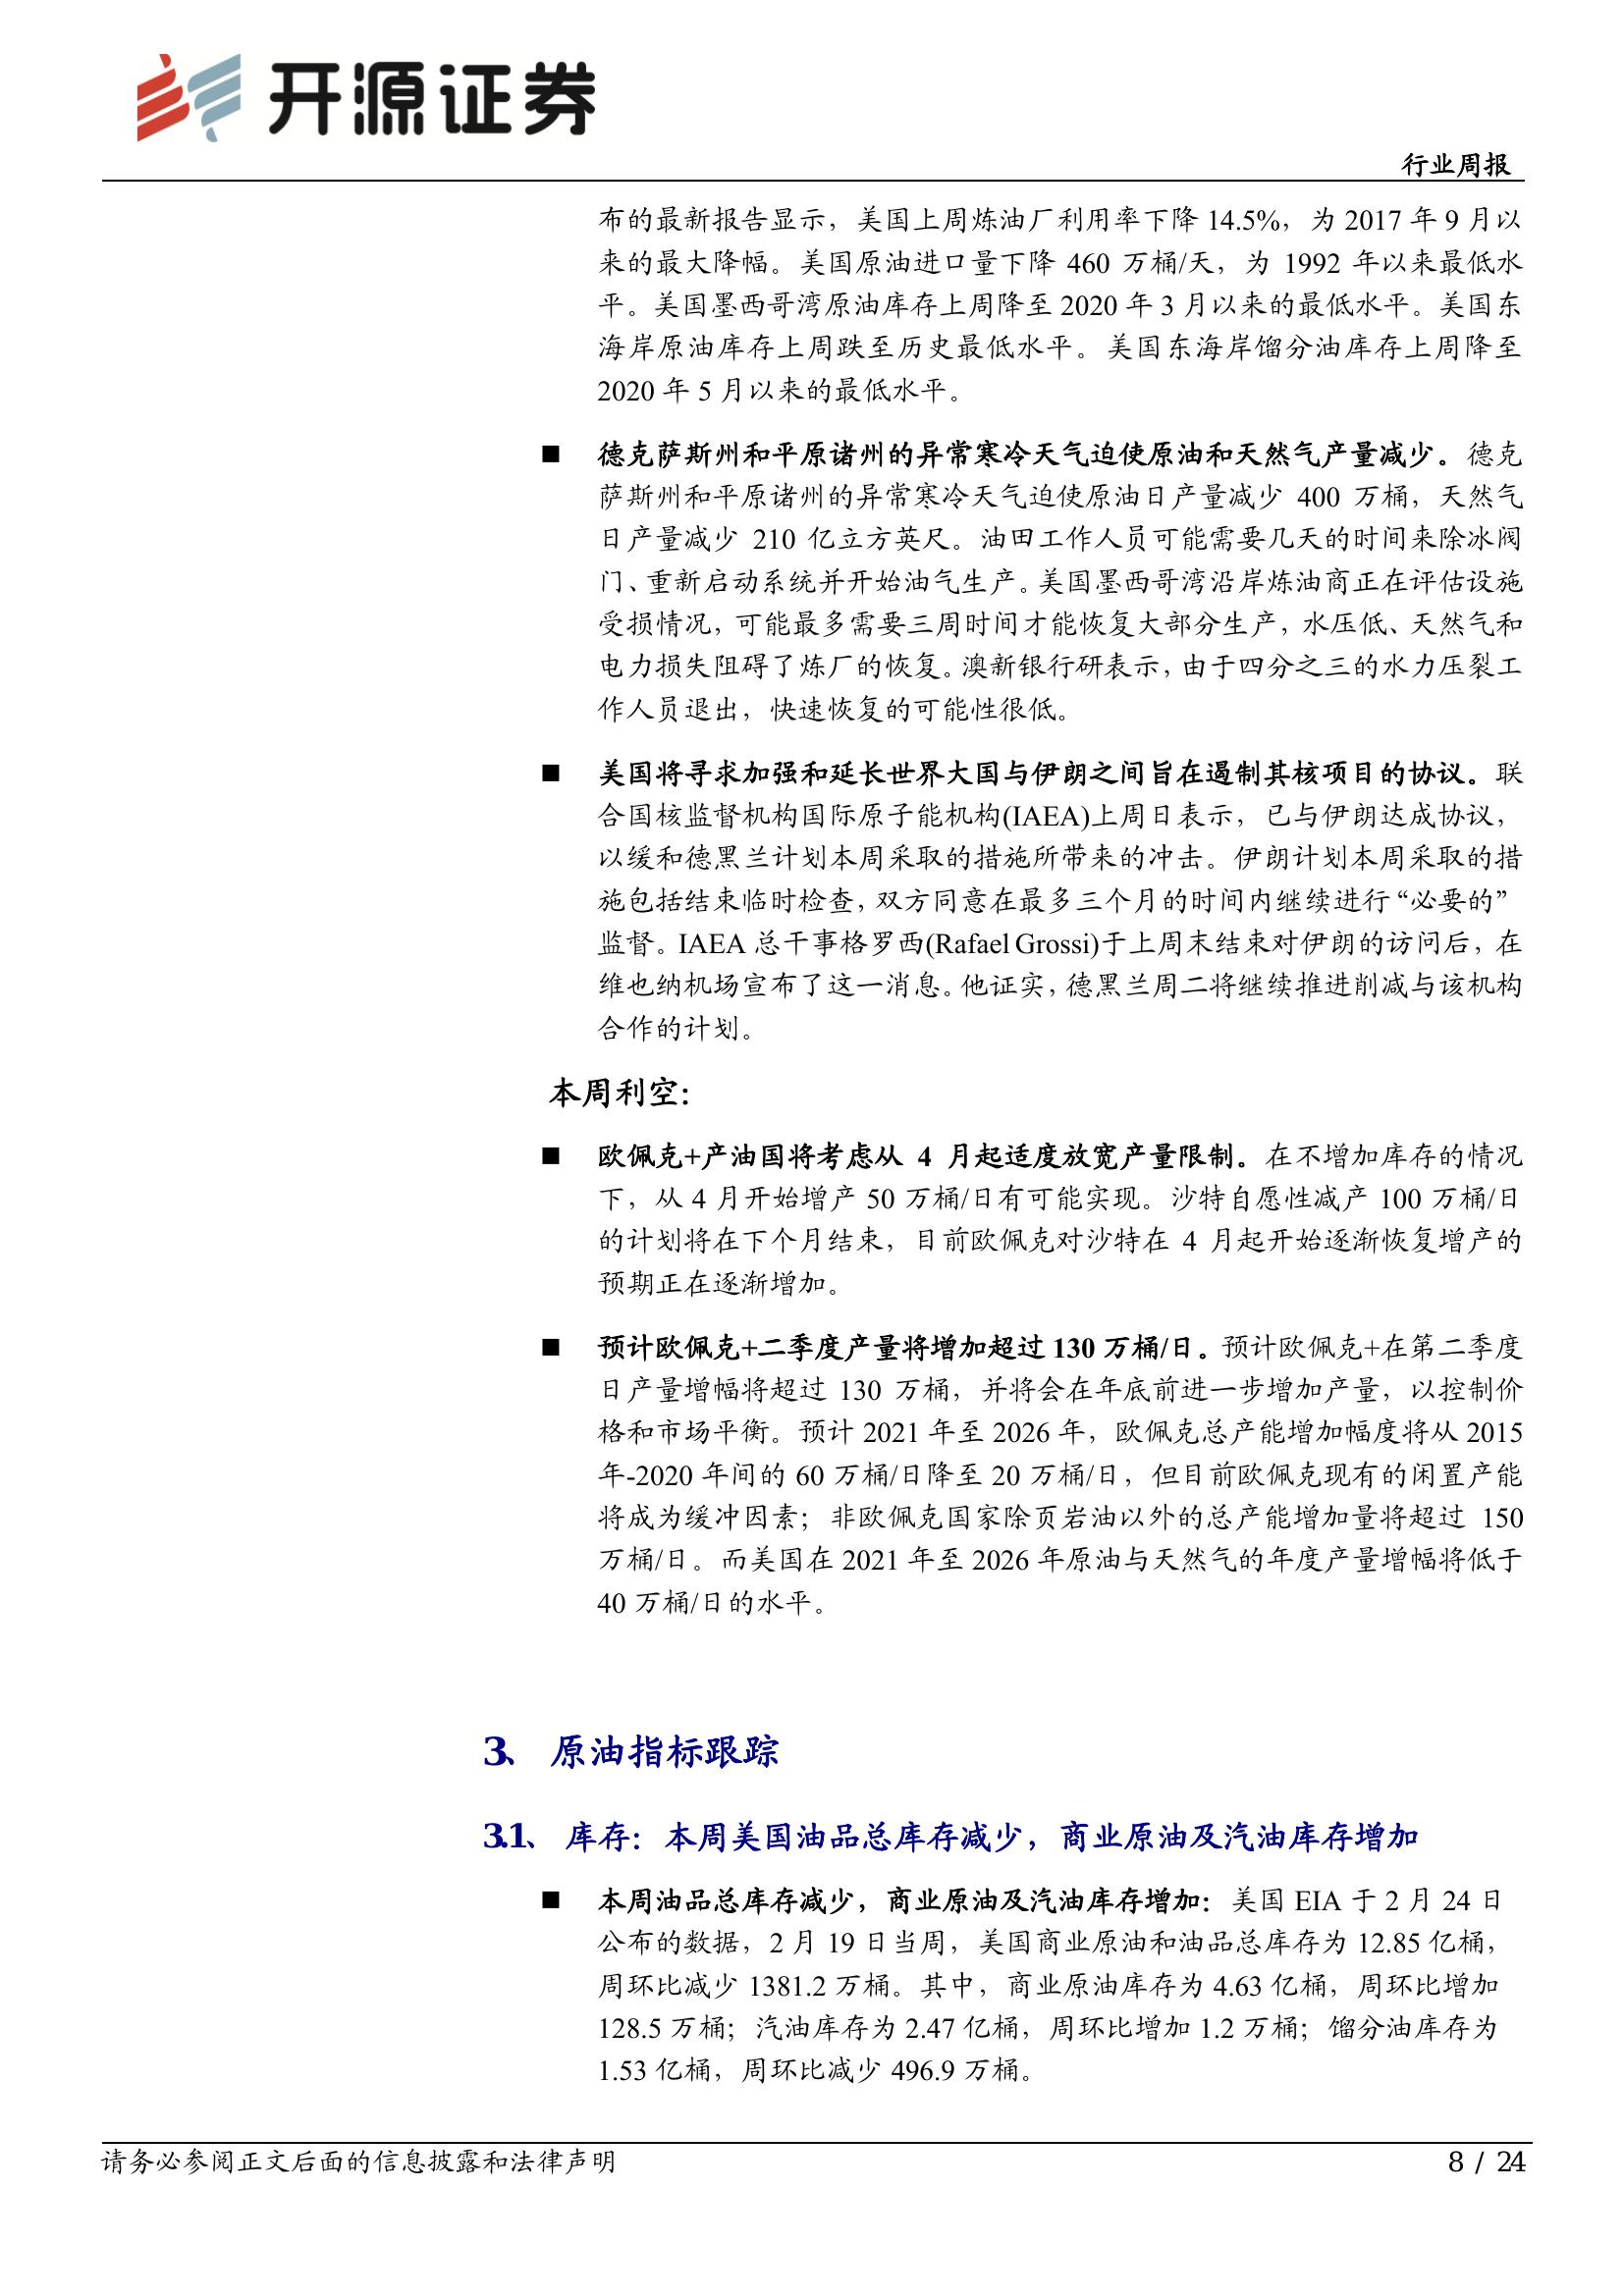 开源证券
行业周报
布的最新报告显示，美国上周炼油厂利用率下降 14.5%，为 2017 年 9 月以
来的最大降幅。美国原油进口量下降 460 万桶/天，为 1992 年以来最低水
平。美国墨西哥湾原油库存上周降至 2020 年 3 月以来的最低水平。美国东
海岸原油库存上周跌至历史最低水平。美国东海岸馏分油库存上周降至
2020 年 5 月以来的最低水平。
■ 德克萨斯州和平原诸州的异常寒冷天气迫使原油和天然气产量减少。德克
萨斯州和平原诸州的异常寒冷天气迫使原油日产量减少 400 万桶，天然气
日产量减少 210 亿立方英尺。油田工作人员可能需要几天的时间来除冰阀
门、重新启动系统并开始油气生产。美国墨西哥湾沿岸炼油商正在评估设施
受损情况，可能最多需要三周时间才能恢复大部分生产，水压低、天然气和
电力损失阻碍了炼厂的恢复。澳新银行研表示，由于四分之三的水力压裂工
作人员退出，快速恢复的可能性很低。
■ 美国将寻求加强和延长世界大国与伊朗之间旨在遏制其核项目的协议。联
合国核监督机构国际原子能机构(IAEA)上周日表示，已与伊朗达成协议，
以缓和德黑兰计划本周采取的措施所带来的冲击。伊朗计划本周采取的措
施包括结束临时检查，双方同意在最多三个月的时间内继续进行“必要的”
监督。IAEA 总干事格罗西(Rafael Grossi)于上周末结束对伊朗的访问后，在
维也纳机场宣布了这一消息。他证实，德黑兰周二将继续推进削减与该机构
合作的计划。
本周利空：
■ 欧佩克+产油国将考虑从 4 月起适度放宽产量限制。在不增加库存的情况
下，从 4 月开始增产 50 万桶/日有可能实现。沙特自愿性减产 100 万桶/日
的计划将在下个月结束，目前欧佩克对沙特在 4 月起开始逐渐恢复增产的
预期正在逐渐增加。
■ 预计欧佩克+二季度产量将增加超过 130 万桶/日。预计欧佩克+在第二季度
日产量增幅将超过 130 万桶，并将会在年底前进一步增加产量，以控制价
格和市场平衡。预计 2021 年至 2026 年，欧佩克总产能增加幅度将从 2015
年-2020 年间的 60 万桶/日降至 20 万桶/日，但目前欧佩克现有的闲置产能
将成为缓冲因素；非欧佩克国家除页岩油以外的总产能增加量将超过 150
万桶/日。而美国在 2021 年至 2026 年原油与天然气的年度产量增幅将低于
40 万桶/日的水平。
3、 原油指标跟踪
3.1、 库存：本周美国油品总库存减少，商业原油及汽油库存增加
■ 本周油品总库存减少，商业原油及汽油库存增加：美国 EIA 于 2 月 24 日
公布的数据，2 月 19 日当周，美国商业原油和油品总库存为 12.85 亿桶，
周环比减少 1381.2 万桶。其中，商业原油库存为 4.63 亿桶，周环比增加
128.5 万桶；汽油库存为 2.47 亿桶，周环比增加 1.2 万桶；馏分油库存为
1.53 亿桶，周环比减少 496.9 万桶。
请务必参阅正文后面的信息披露和法律声明
8 / 24